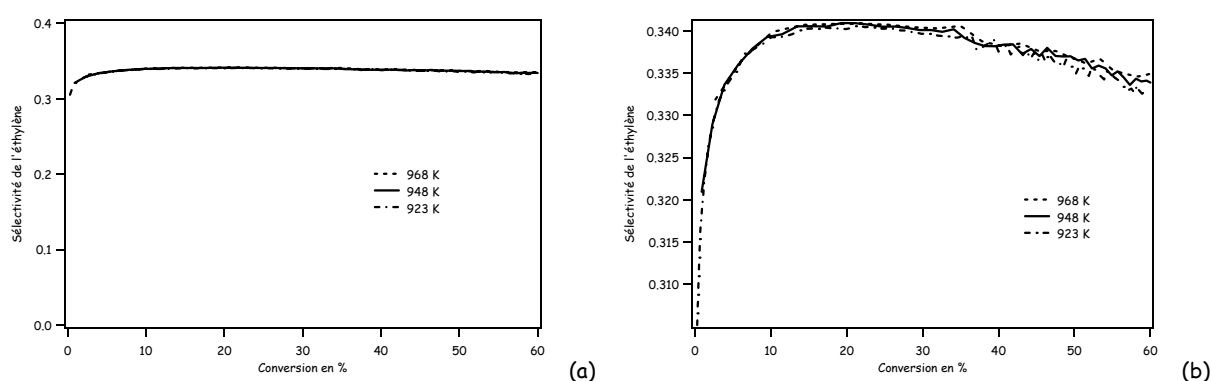 0.4
0.3
0.2
0.1
0.0
Sélectivité de l'éthylène
968 K
948 K
923 K
0 10 20 30 40 50 60
Conversion en %
(a)
0.340
0.335
0.330
0.325
0.320
0.315
0.310
Sélectivité de l'éthylène
968 K
948 K
923 K
0 10 20 30 40 50 60
Conversion en %
(b)